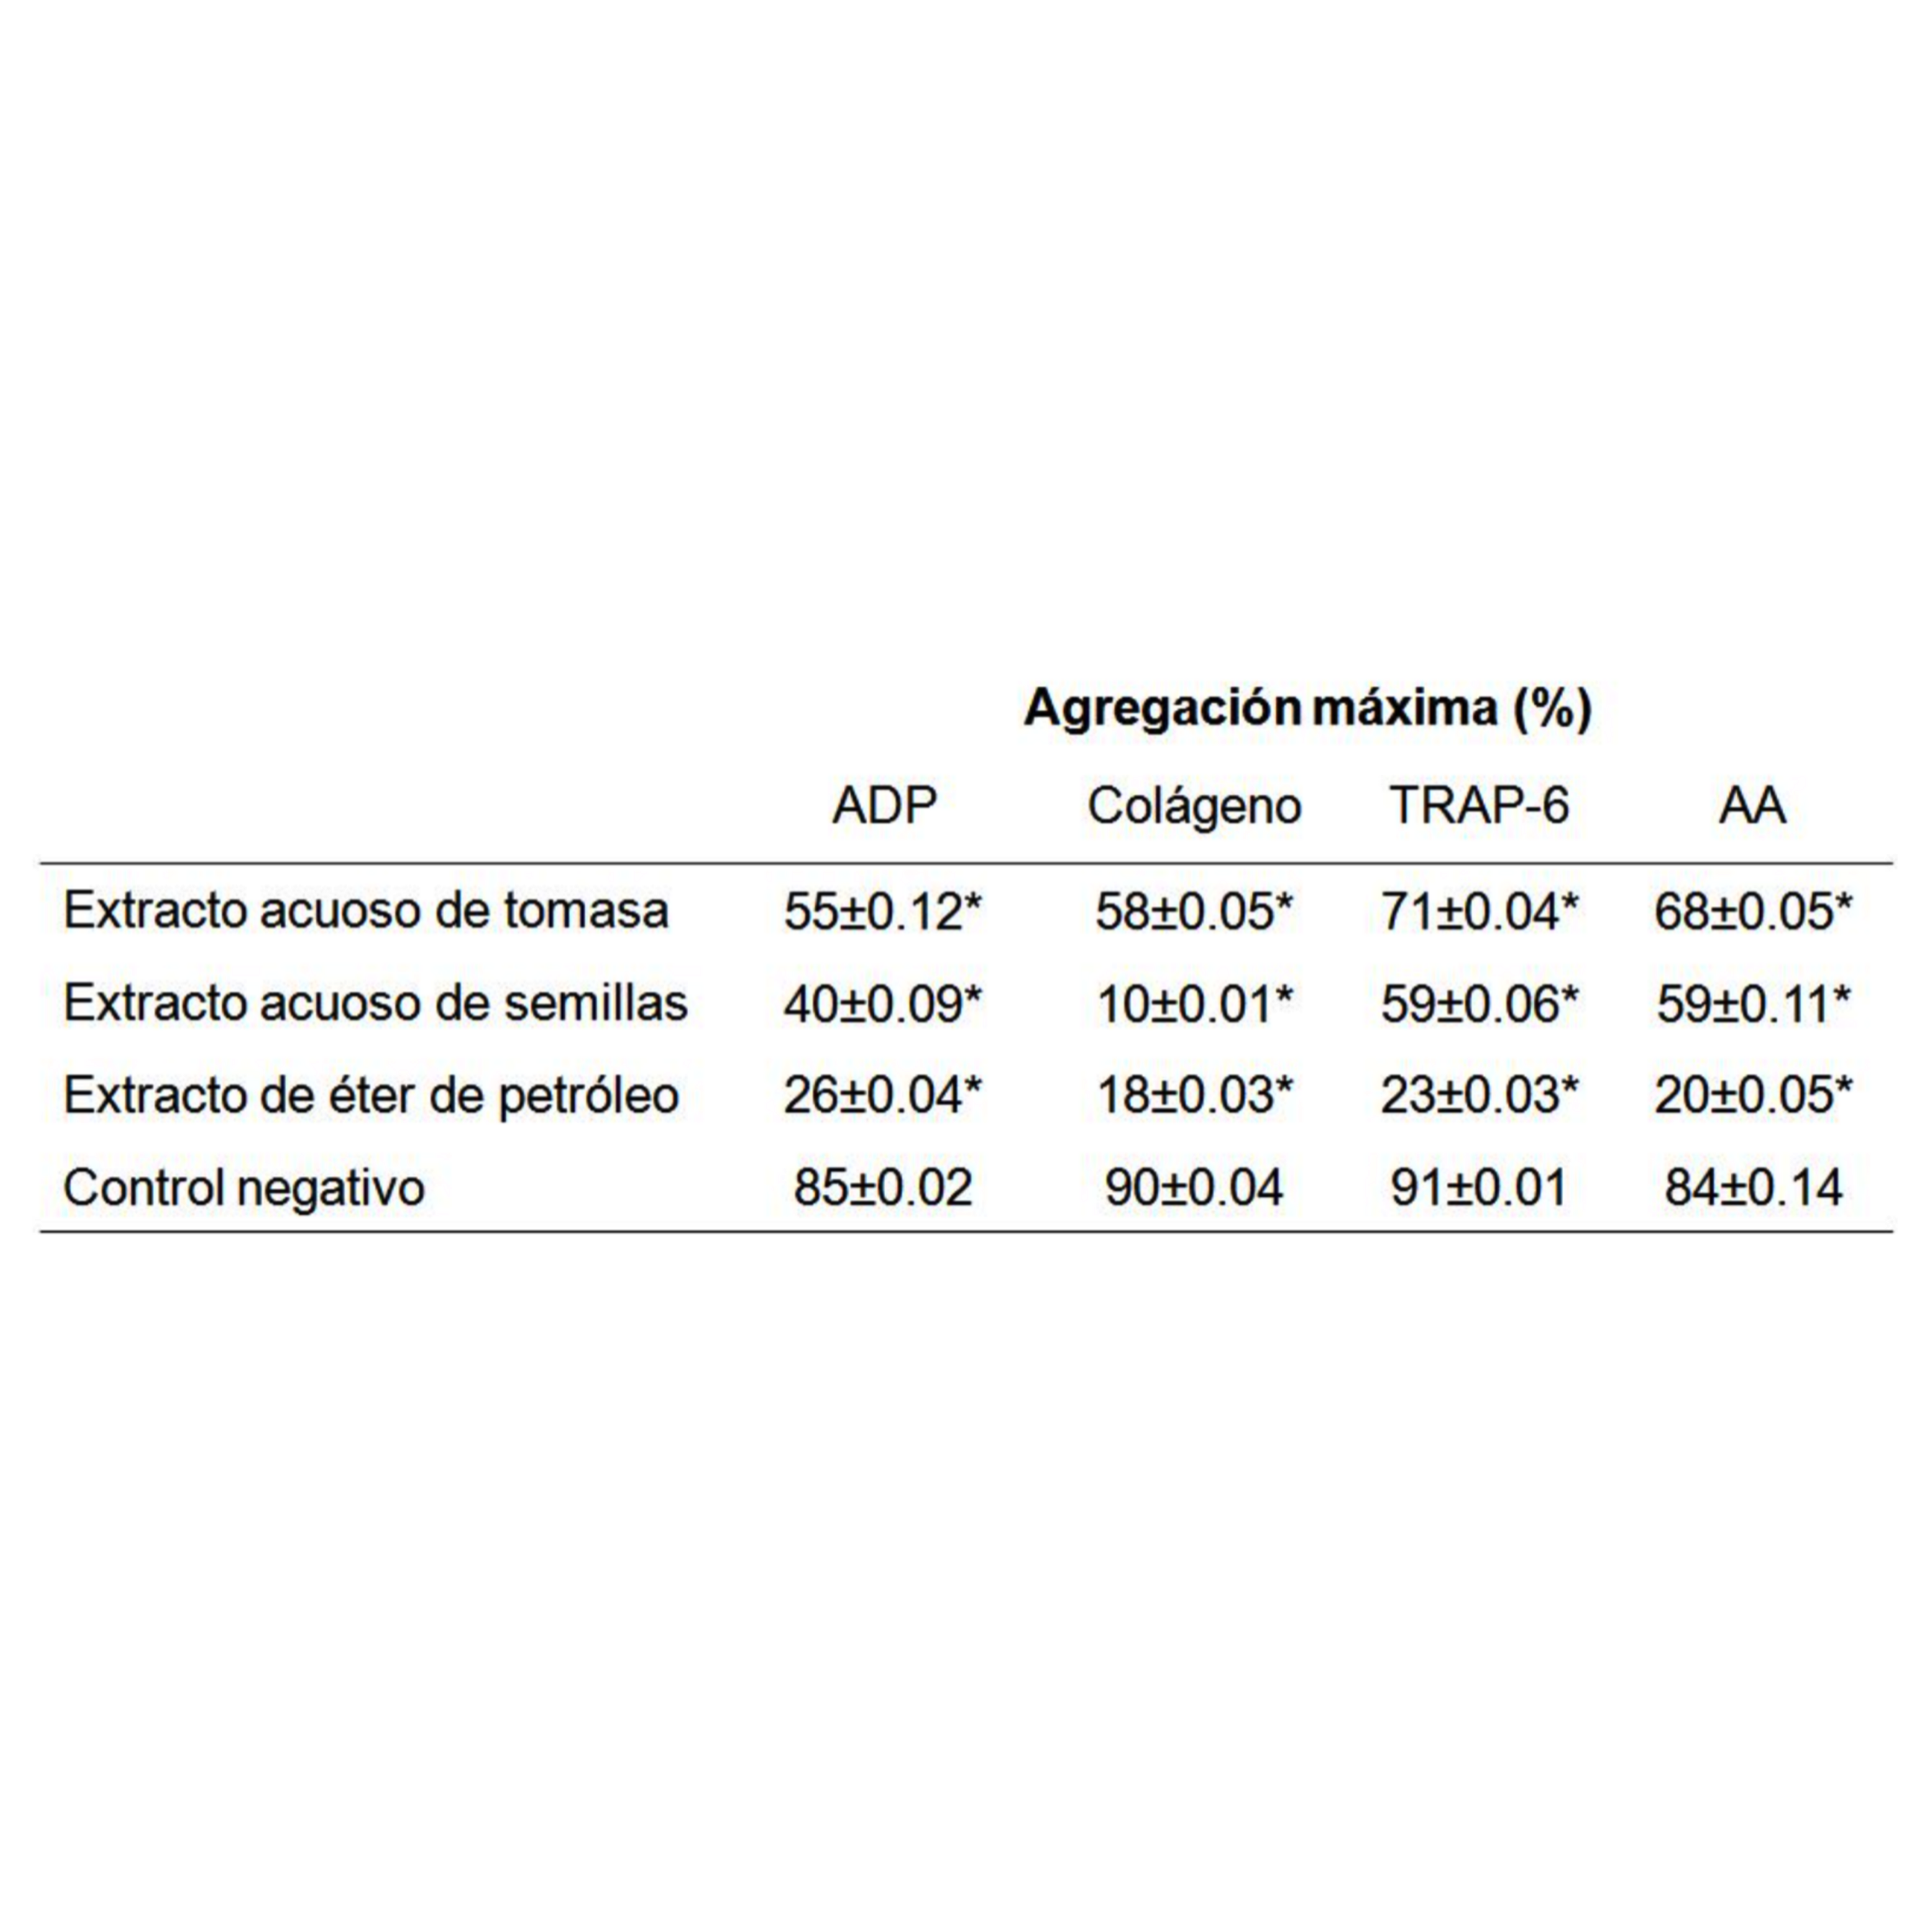 Agregación máxima (%)
ADP Colágeno TRAP-6 AA
Extracto acuoso de tomasa 55±0.12* 58±0.05* 71±0.04* 68±0.05*
Extracto acuoso de semillas 40±0.09* 10±0.01* 59±0.06* 59±0.11*
Extracto de éter de petróleo 26±0.04* 18±0.03* 23±0.03* 20±0.05*
Control negativo 85±0.02 90±0.04 91±0.01 84±0.14